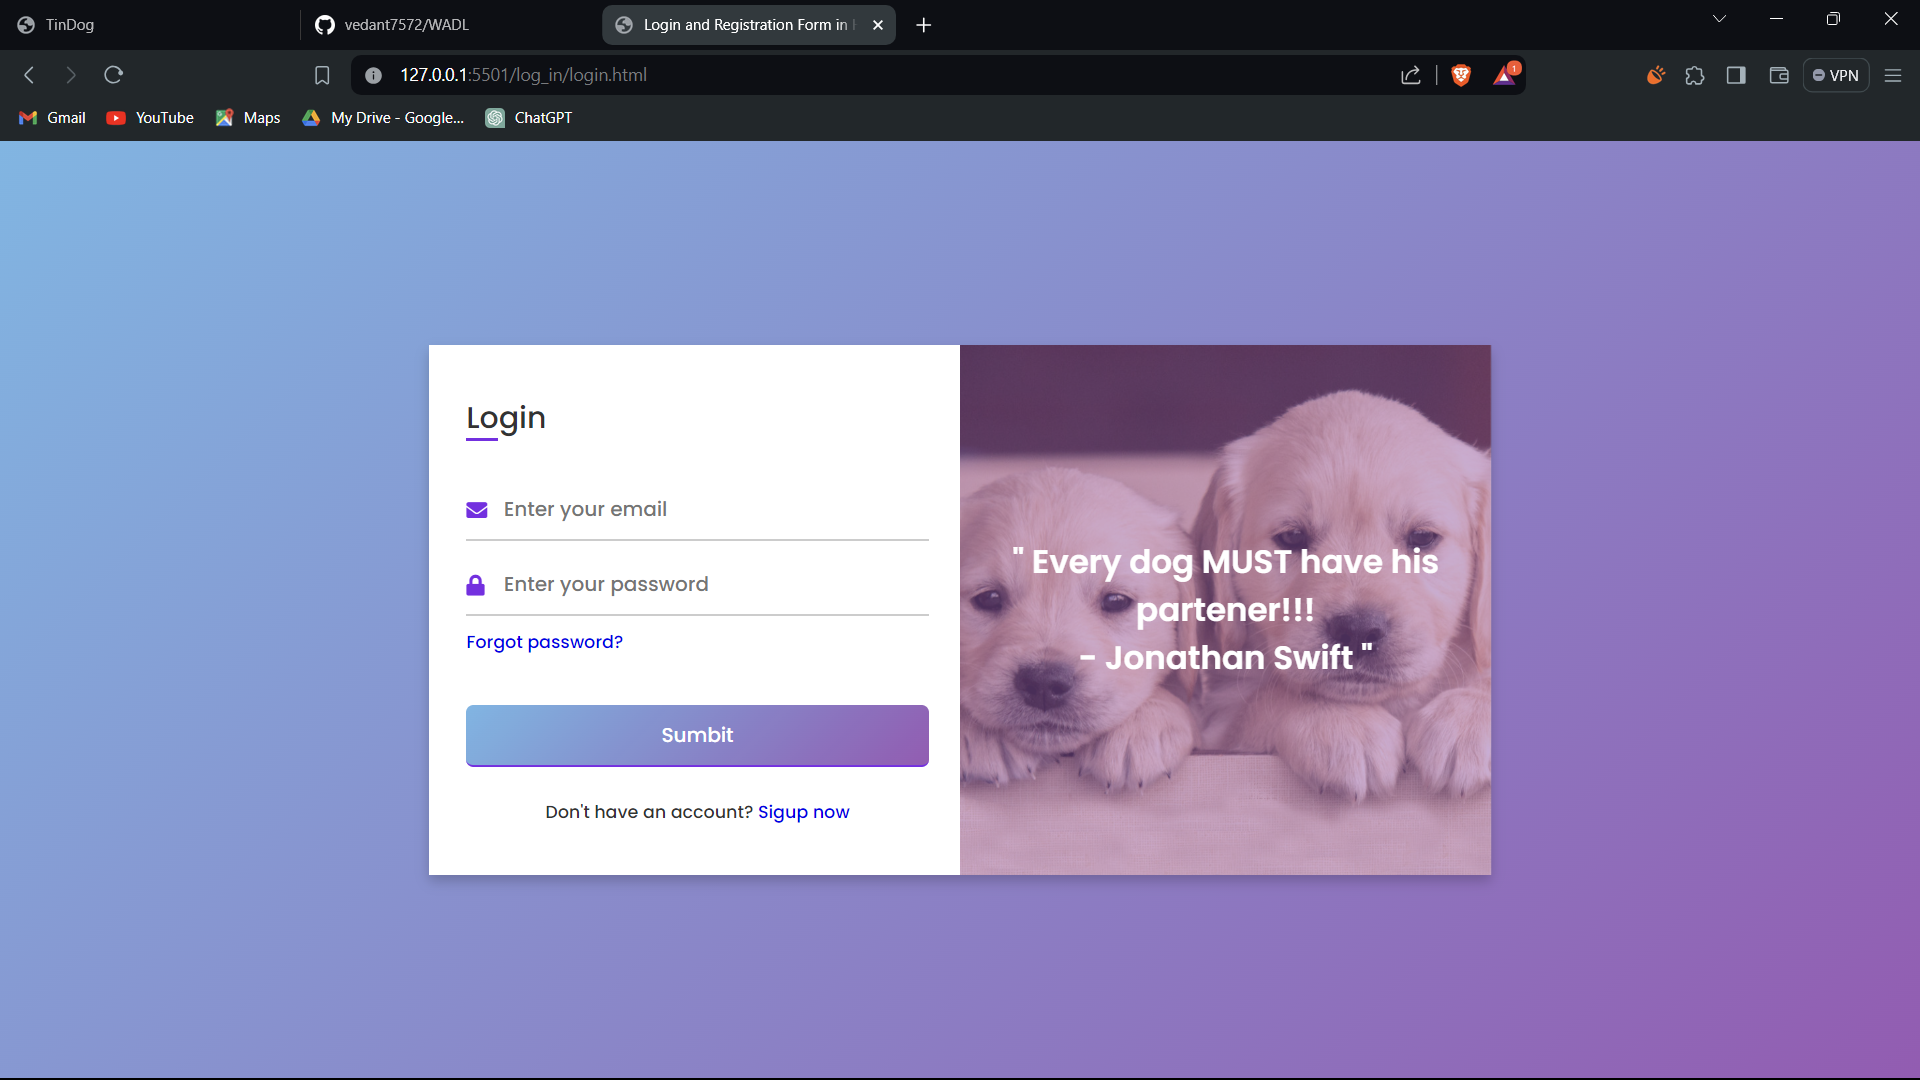 TinDog
vedant7572/WADL
Login and Registration Form in
127.0.0.1:5501/log_in/login.html
1
VPN
Gmail
YouTube
Maps
My Drive - Google...
ChatGPT
Login
Enter your email
Enter your password
Forgot password?
Sumbit
Don't have an account? Sigup now
" Every dog MUST have his
partener!!!
- Jonathan Swift "